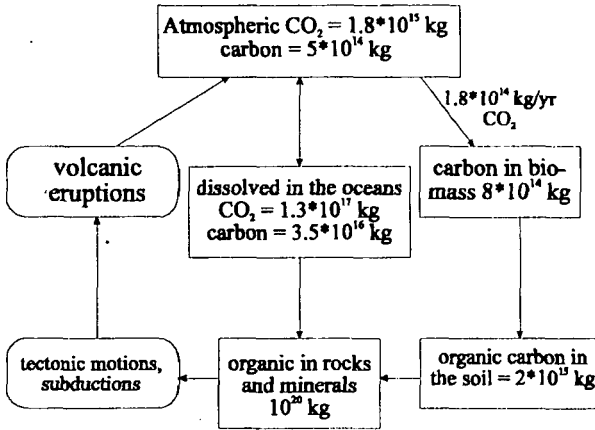 Atmospheric CO₂ = 1.8*10¹⁵ kg
carbon = 5*10¹⁴ kg
1.8*10¹⁴ kg/yr
CO₂
volcanic
eruptions
dissolved in the oceans
CO₂ = 1.3*10¹⁷ kg
carbon = 3.5*10¹⁶ kg
carbon in bio-
mass 8*10¹⁴ kg
tectonic motions,
subductions
organic in rocks
and minerals
10²⁰ kg
organic carbon in
the soil = 2*10¹⁵ kg